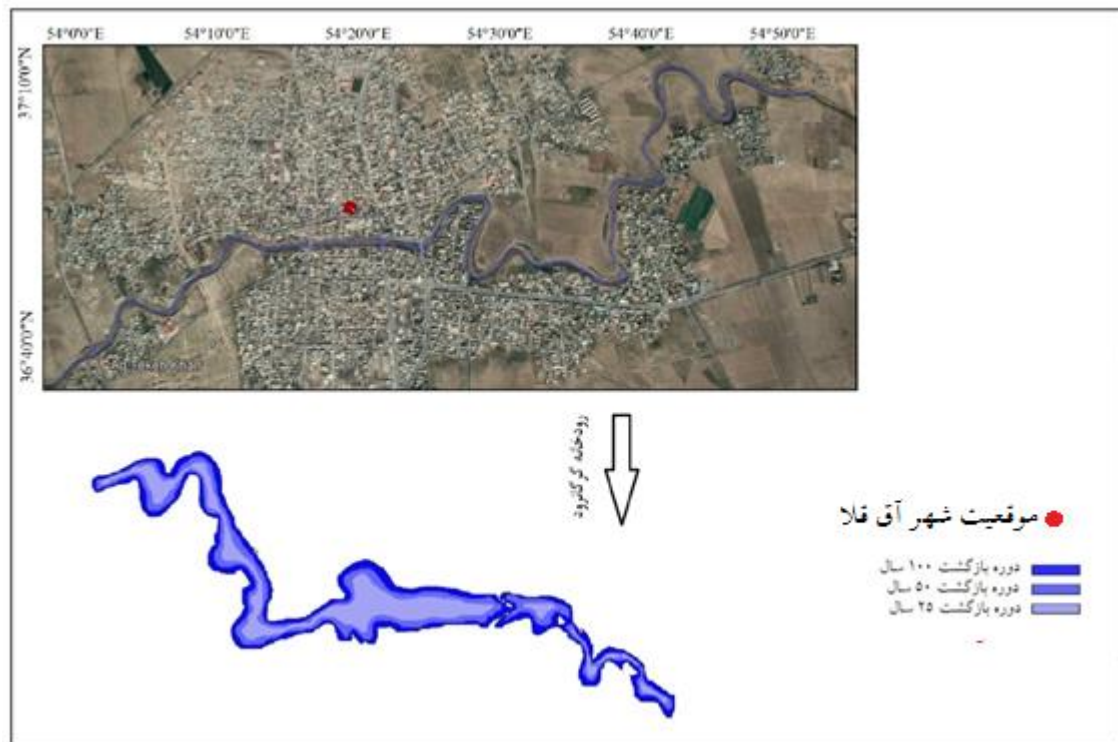 54°0'0"E 54°10'0"E 54°20'0"E 54°30'0"E 54°40'0"E 54°50'0"E
37°10'0"N
36°40'0"N
رودخانه گرگانرود
موقعیت شهر آق قلا
دوره بازگشت ۱۰۰ سال
دوره بازگشت ۵۰ سال
دوره بازگشت ۲۵ سال